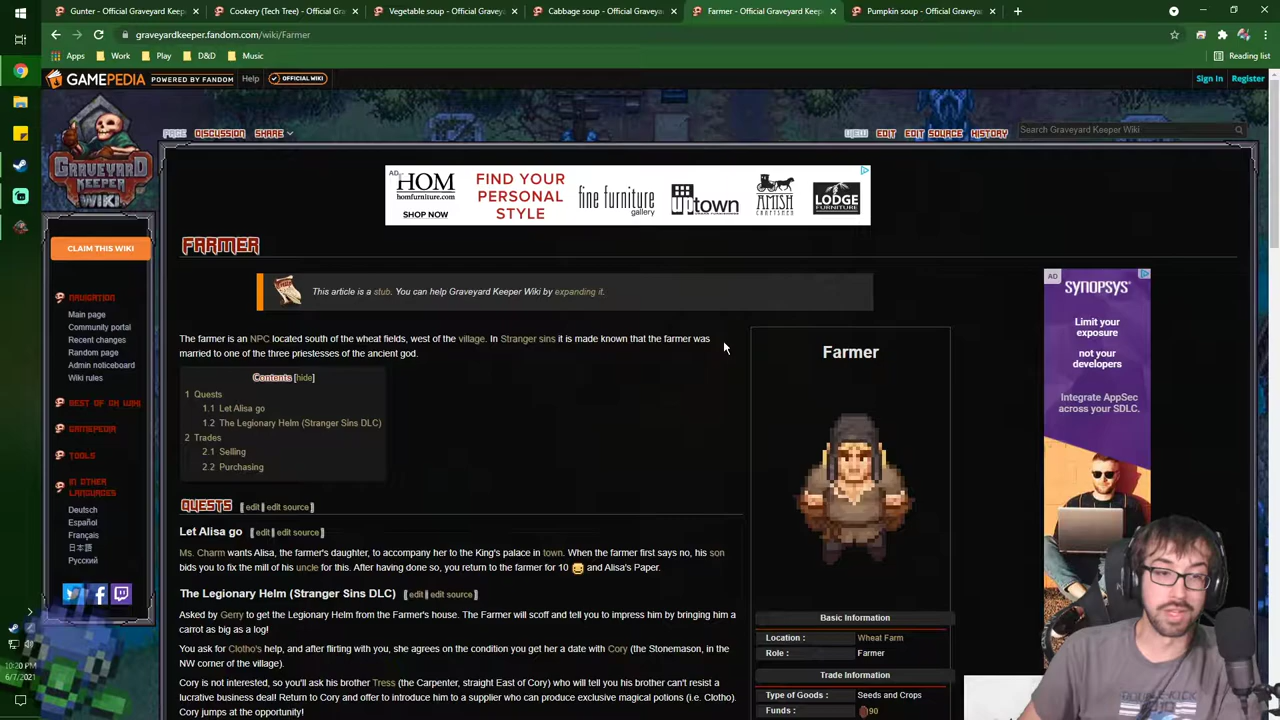 Gunter - Official Graveyard Keep
Cookery (Tech Tree) - Official Gra
Vegetable soup - Official Graveya
Cabbage soup - Official Graveya
Farmer - Official Graveyard Keep
Pumpkin soup - Official Graveya
graveyardkeeper.fandom.com/wiki/Farmer
Apps Work Play D&D Music Reading list
GAMEPEDIA POWERED BY FANDOM Help OFFICIAL WIKI Sign In Register
PAGE DISCUSSION SHARE VIEW EDIT EDIT SOURCE HISTORY Search Graveyard Keeper Wiki
GRAVEYARD
KEEPER
WIKI
CLAIM THIS WIKI
NAVIGATION
Main page
Community portal
Recent changes
Random page
Admin noticeboard
Wiki rules
BEST OF GK WIKI
GAMEPEDIA
TOOLS
IN OTHER
LANGUAGES
Deutsch
Español
Français
日本語
Русский
10:20 PM
6/7/2021
AD
HOM
homfurniture.com
SHOP NOW
FIND YOUR
PERSONAL
STYLE
fine furniture
gallery
town
AMISH
CRAFTSMEN
LODGE
FURNITURE
FARMER
This article is a stub. You can help Graveyard Keeper Wiki by expanding it.
The farmer is an NPC located south of the wheat fields, west of the village. In Stranger sins it is made known that the farmer was
married to one of the three priestesses of the ancient god.
Contents [hide]
1 Quests
1.1 Let Alisa go
1.2 The Legionary Helm (Stranger Sins DLC)
2 Trades
2.1 Selling
2.2 Purchasing
QUESTS [ edit | edit source ]
Let Alisa go [ edit | edit source ]
Ms. Charm wants Alisa, the farmer's daughter, to accompany her to the King's palace in town. When the farmer first says no, his son
bids you to fix the mill of his uncle for this. After having done so, you return to the farmer for 10 and Alisa's Paper.
The Legionary Helm (Stranger Sins DLC) [ edit | edit source ]
Asked by Gerry to get the Legionary Helm from the Farmer's house. The Farmer will scoff and tell you to impress him by bringing him a
carrot as big as a log!
You ask for Clotho's help, and after flirting with you, she agrees on the condition you get her a date with Cory (the Stonemason, in the
NW corner of the village).
Cory is not interested, so you'll ask his brother Tress (the Carpenter, straight East of Cory) who will tell you his brother can't resist a
lucrative business deal! Return to Cory and offer to introduce him to a supplier who can produce exclusive magical potions (i.e. Clotho).
Cory jumps at the opportunity!
Farmer
Basic Information
Location : Wheat Farm
Role : Farmer
Trade Information
Type of Goods : Seeds and Crops
Funds : 90
AD
SYNOPSYS
Limit your
exposure
not your
developers
Integrate AppSec
across your SDLC.